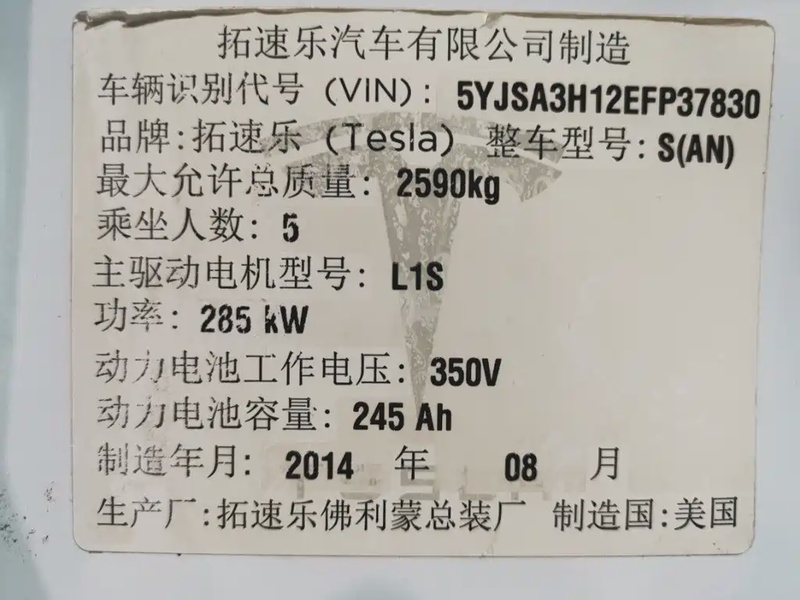 拓速乐汽车有限公司制造
车辆识别代号 (VIN): 5YJSA3H12EFP37830
品牌:拓速乐 (Tesla) 整车型号: S(AN)
最大允许总质量: 2590kg
乘坐人数: 5
主驱动电机型号: L1S
功率: 285 kW
动力电池工作电压: 350V
动力电池容量: 245 Ah
制造年月: 2014 年 08 月
生产厂:拓速乐佛利蒙总装厂 制造国:美国